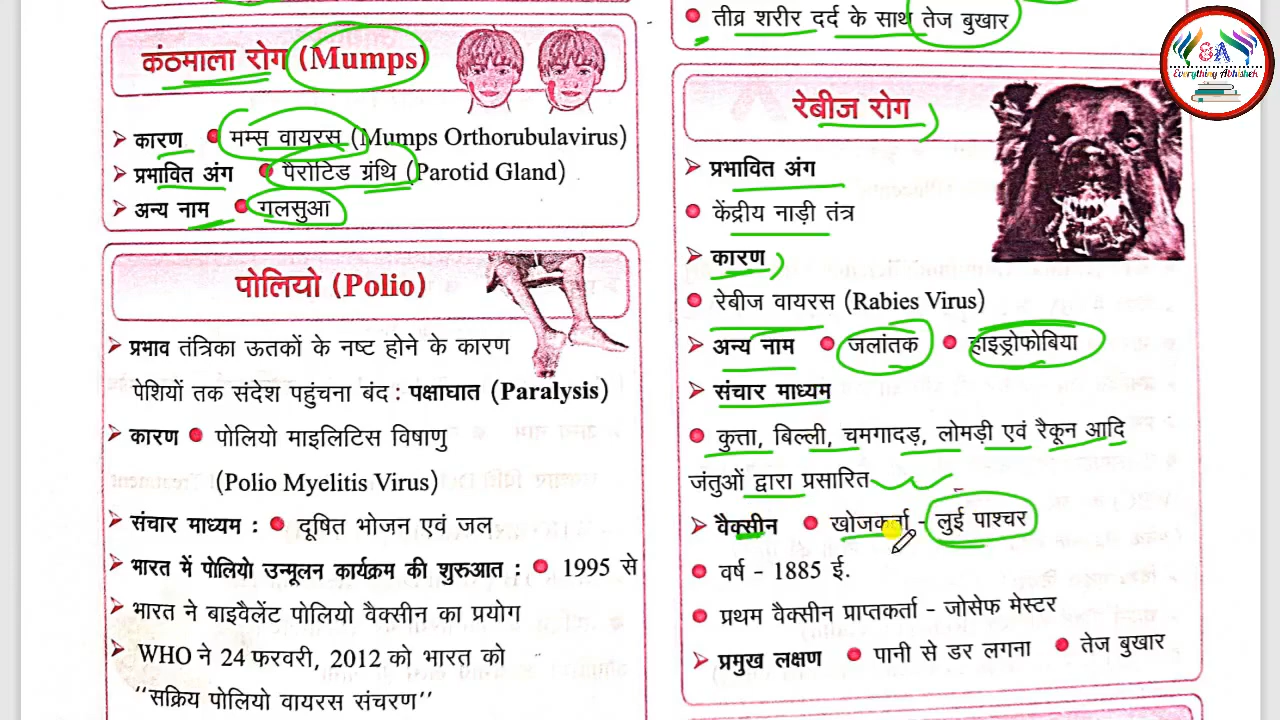 कंठमाला रोग (Mumps)
➤ कारण ● मम्स वायरस (Mumps Orthorubulavirus)
➤ प्रभावित अंग ● पैरोटिड ग्रंथि (Parotid Gland)
➤ अन्य नाम ● गलसुआ
पोलियो (Polio)
➤ प्रभाव तंत्रिका ऊतकों के नष्ट होने के कारण
पेशियों तक संदेश पहुंचना बंद : पक्षाघात (Paralysis)
➤ कारण ● पोलियो माइलिटिस विषाणु
(Polio Myelitis Virus)
➤ संचार माध्यम : ● दूषित भोजन एवं जल
➤ भारत में पोलियो उन्मूलन कार्यक्रम की शुरुआत : ● 1995 से
➤ भारत ने बाइवैलेंट पोलियो वैक्सीन का प्रयोग
➤ WHO ने 24 फरवरी, 2012 को भारत को
"सक्रिय पोलियो वायरस संचरण"
● तीव्र शरीर दर्द के साथ तेज बुखार
रेबीज रोग
➤ प्रभावित अंग
● केंद्रीय नाड़ी तंत्र
➤ कारण
● रेबीज वायरस (Rabies Virus)
➤ अन्य नाम ● जलांतक ● हाइड्रोफोबिया
➤ संचार माध्यम
● कुत्ता, बिल्ली, चमगादड़, लोमड़ी एवं रैकून आदि
जंतुओं द्वारा प्रसारित
➤ वैक्सीन ● खोजकर्ता - लुई पाश्चर
● वर्ष - 1885 ई.
● प्रथम वैक्सीन प्राप्तकर्ता - जोसेफ मेस्टर
➤ प्रमुख लक्षण ● पानी से डर लगना ● तेज बुखार
&A
Everything Abhishek